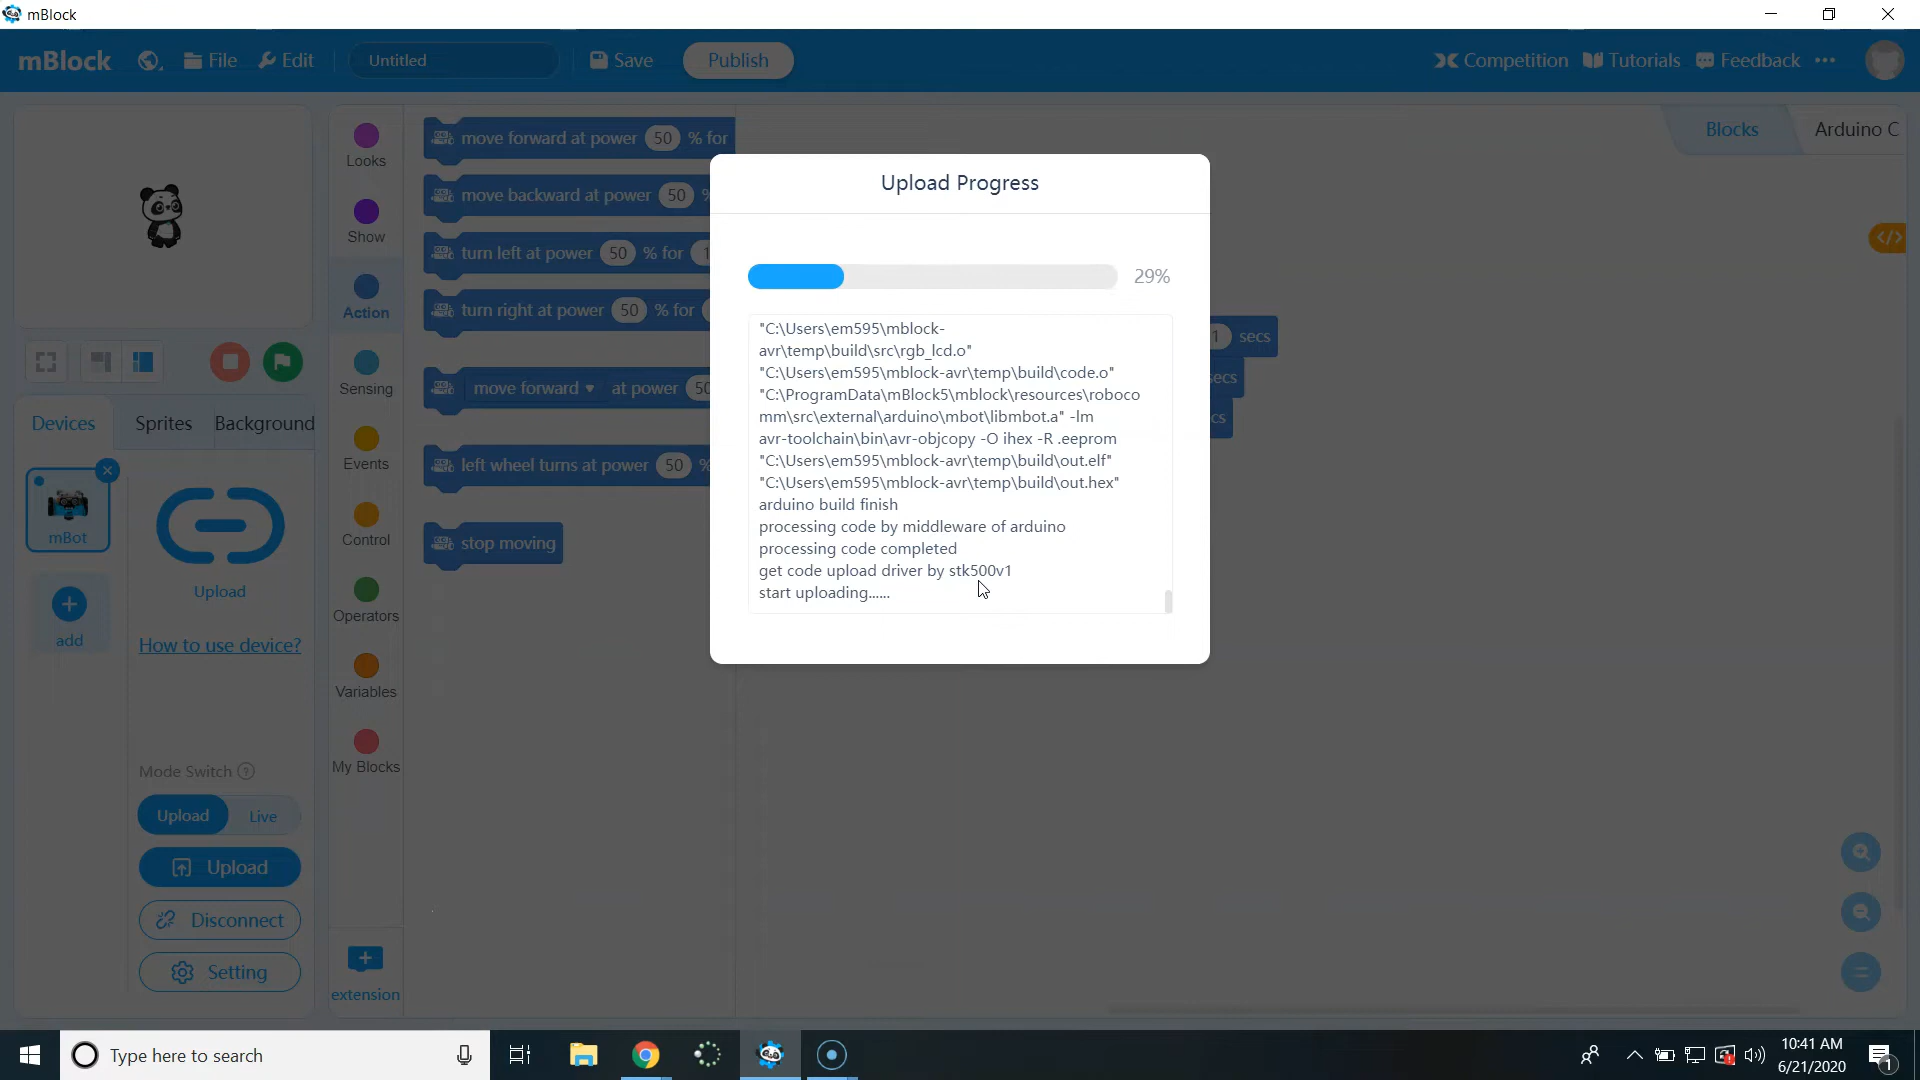 mBlock
mBlock File Edit Untitled Save Publish Competition Tutorials Feedback
Blocks Arduino C
Looks
Show
Action
Sensing
Events
Control
Operators
Variables
My Blocks
extension
move forward at power 50 % for
move backward at power 50 %
turn left at power 50 % for 1
turn right at power 50 % for
move forward at power 50
left wheel turns at power 50 %
stop moving
Upload Progress
29%
"C:\Users\em595\mblock-
avr\temp\build\src\rgb_lcd.o"
"C:\Users\em595\mblock-avr\temp\build\code.o"
"C:\ProgramData\mBlock5\mblock\resources\roboco
mm\src\external\arduino\mbot\libmbot.a" -lm
avr-toolchain\bin\avr-objcopy -O ihex -R .eeprom
"C:\Users\em595\mblock-avr\temp\build\out.elf"
"C:\Users\em595\mblock-avr\temp\build\out.hex"
arduino build finish
processing code by middleware of arduino
processing code completed
get code upload driver by stk500v1
start uploading......
1 secs
ecs
cs
</>
Devices Sprites Background
mBot
add
Upload
How to use device?
Mode Switch ?
Upload Live
Upload
Disconnect
Setting
Type here to search
10:41 AM
6/21/2020
1